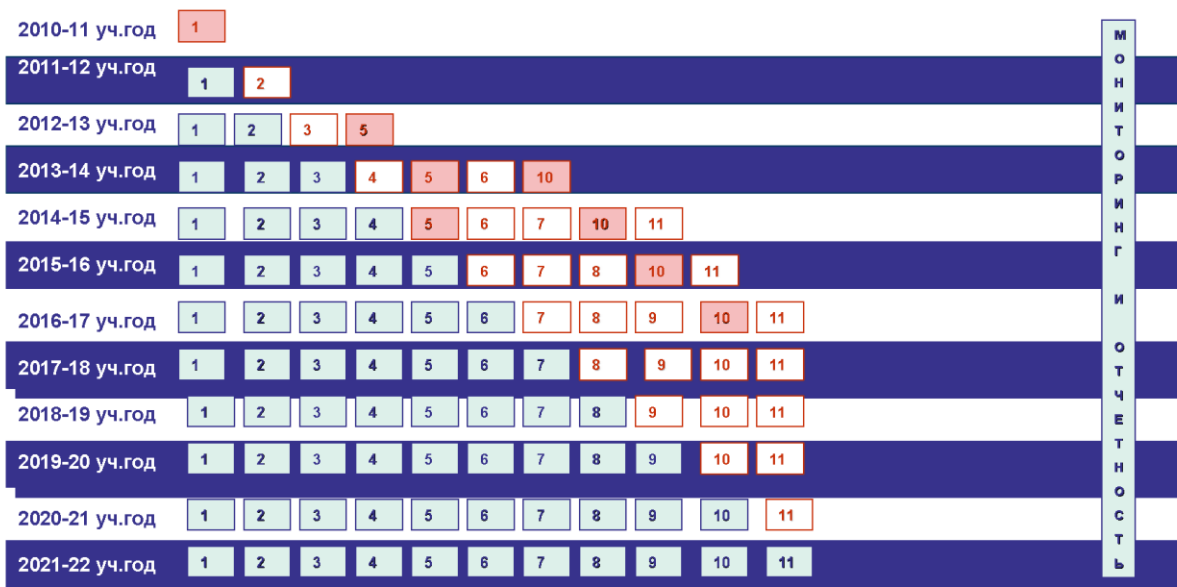 2010-11 уч.год 1
2011-12 уч.год 1 2
2012-13 уч.год 1 2 3 5
2013-14 уч.год 1 2 3 4 5 6 10
2014-15 уч.год 1 2 3 4 5 6 7 10 11
2015-16 уч.год 1 2 3 4 5 6 7 8 10 11
2016-17 уч.год 1 2 3 4 5 6 7 8 9 10 11
2017-18 уч.год 1 2 3 4 5 6 7 8 9 10 11
2018-19 уч.год 1 2 3 4 5 6 7 8 9 10 11
2019-20 уч.год 1 2 3 4 5 6 7 8 9 10 11
2020-21 уч.год 1 2 3 4 5 6 7 8 9 10 11
2021-22 уч.год 1 2 3 4 5 6 7 8 9 10 11
МОНИТОРИНГ И ОТЧЕТНОСТЬ